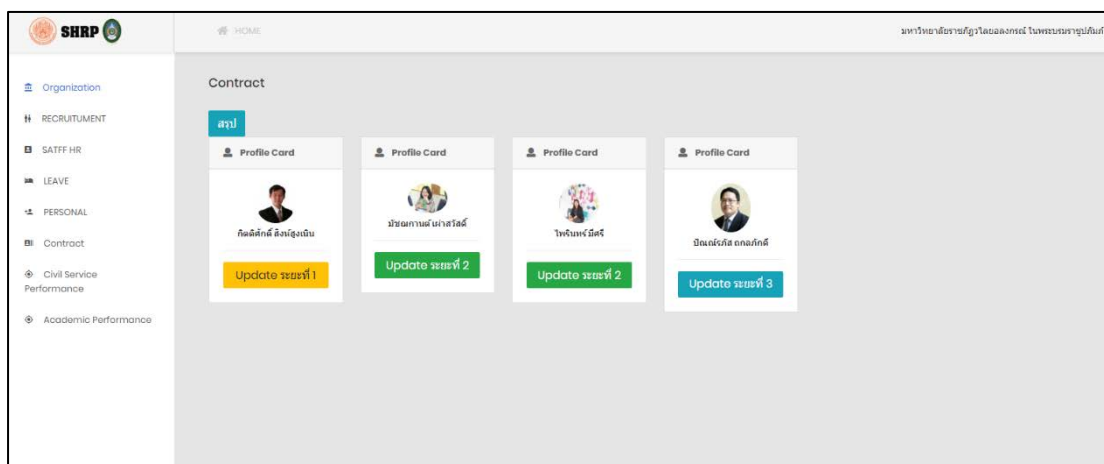 SHRP
HOME
มหาวิทยาลัยราชภัฏวไลยอลงกรณ์ ในพระบรมราชูปถัมภ์
Organization
RECRUITUMENT
SATFF HR
LEAVE
PERSONAL
Contract
Civil Service
Performance
Academic Performance
Contract
สรุป
Profile Card
กิตติศักดิ์ สิงห์สูงเนิน
Update ระยะที่ 1
Profile Card
Update ระยะที่ 2
Profile Card
ไพรินทร์ มีศรี
Update ระยะที่ 2
Profile Card
Update ระยะที่ 3